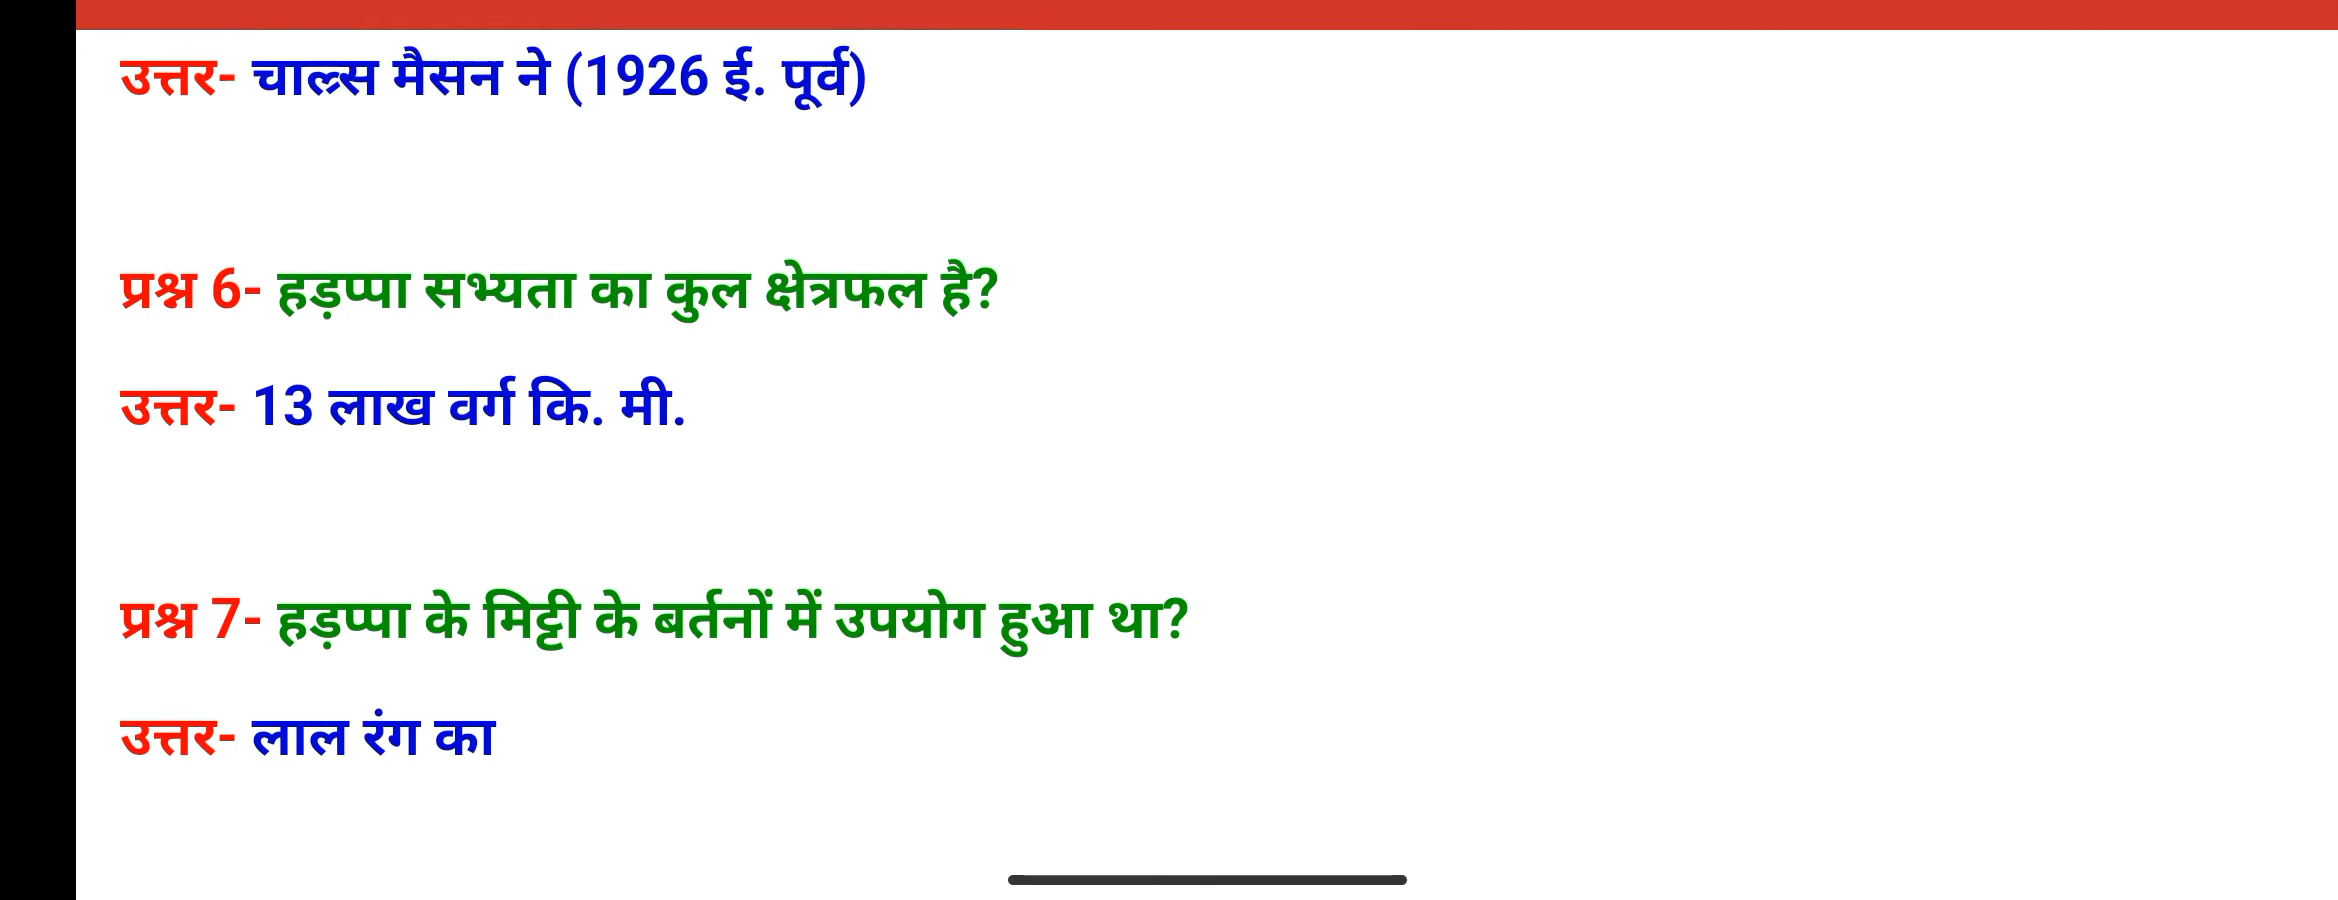 उत्तर- चार्ल्स मैसन ने (1926 ई. पूर्व)
प्रश्न 6- हड़प्पा सभ्यता का कुल क्षेत्रफल है?
उत्तर- 13 लाख वर्ग कि. मी.
प्रश्न 7- हड़प्पा के मिट्टी के बर्तनों में उपयोग हुआ था?
उत्तर- लाल रंग का